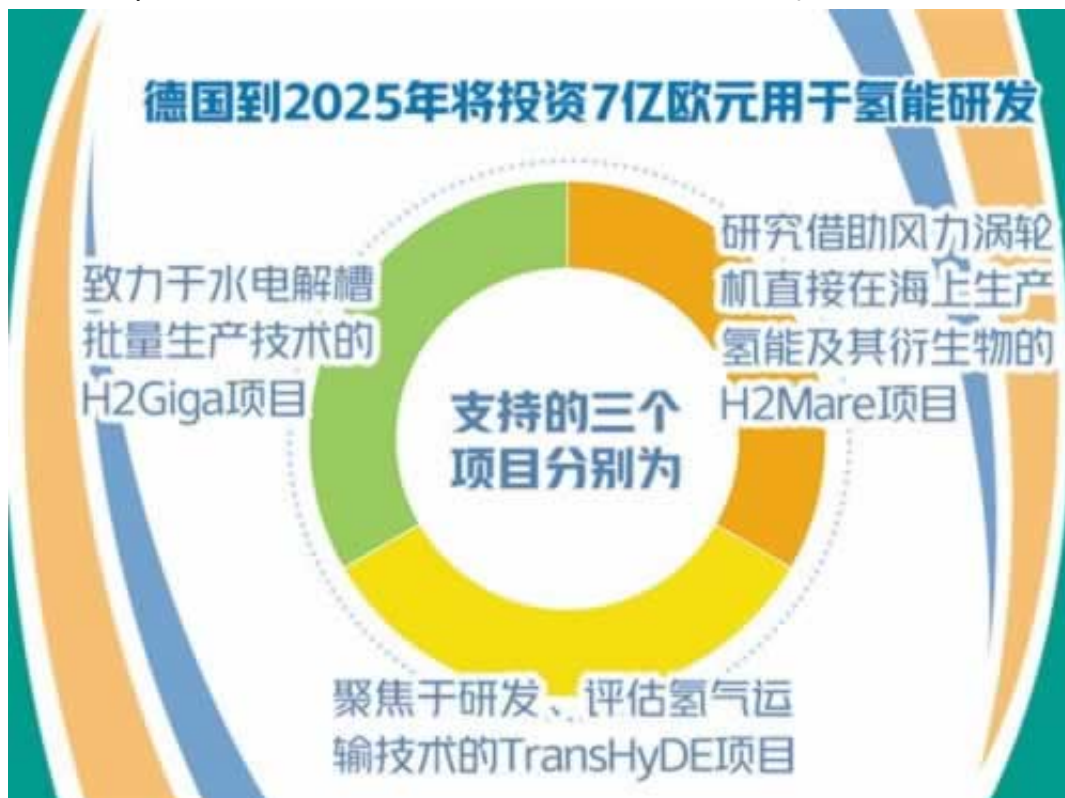 德国到2025年将投资7亿欧元用于氢能研发
致力于水电解槽
批量生产技术的
H2Giga项目
研究借助风力涡轮
机直接在海上生产
氢能及其衍生物的
H2Mare项目
支持的三个
项目分别为
聚焦于研发、评估氢气运
输技术的TransHyDE项目